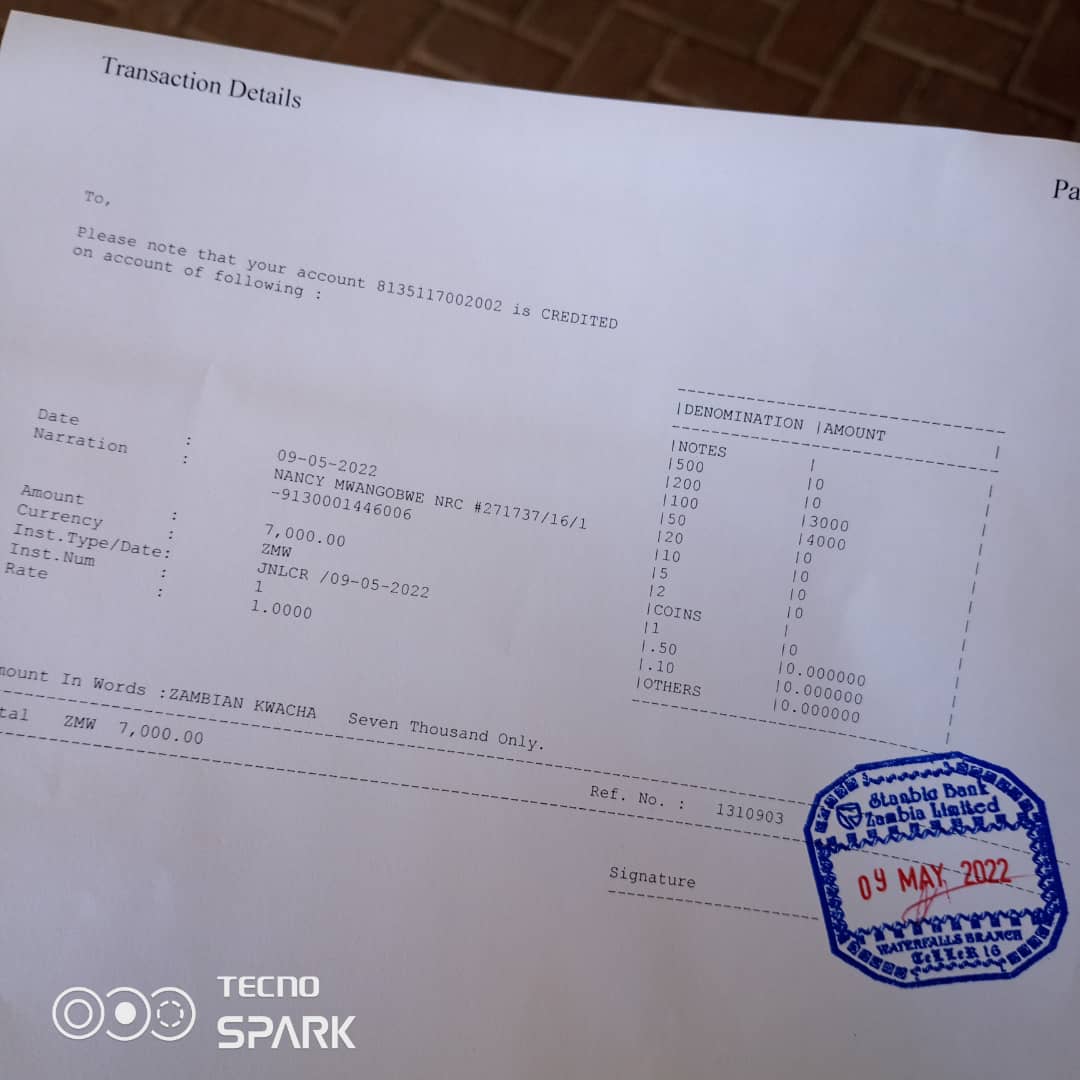 Transaction Details
Pa
To,
Please note that your account 8135117002002 is CREDITED
on account of following :
Date : 09-05-2022
Narration : NANCY MWANGOBWE NRC #271737/16/1
-9130001446006
Amount : 7,000.00
Currency : ZMW
Inst.Type/Date: JNLCR /09-05-2022
Inst.Num : 1
Rate : 1.0000
|DENOMINATION |AMOUNT |
|NOTES |
|500 |0
|200 |0
|100 |3000
|50 |4000
|20 |0
|10 |0
|5 |0
|2 |0
|COINS |
|1 |0
|.50 |0.000000
|.10 |0.000000
|OTHERS |0.000000
mount In Words :ZAMBIAN KWACHA Seven Thousand Only.
tal ZMW 7,000.00
Ref. No. : 1310903
Signature
Stanbic Bank
Zambia Limited
09 MAY 2022
WATERFALLS BRANCH
TELLER 16
TECNO
SPARK